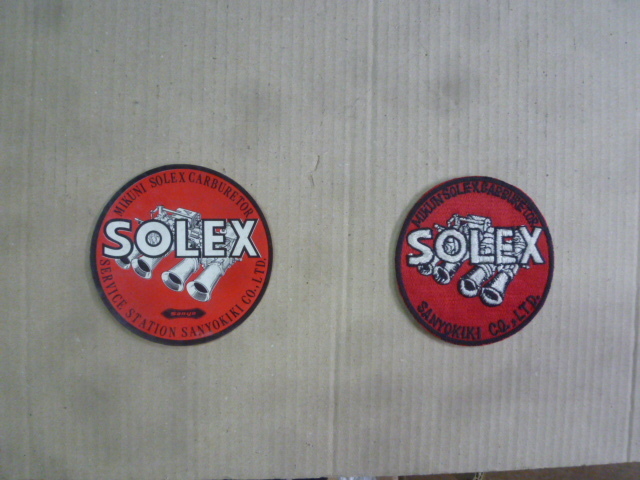 MIKUNI SOLEX CARBURETOR
SOLEX
SERVICE STATION SANYOKIKI CO.,LTD.
MIKUNI SOLEX CARBURETOR
SOLEX
SANYOKIKI CO.,LTD.